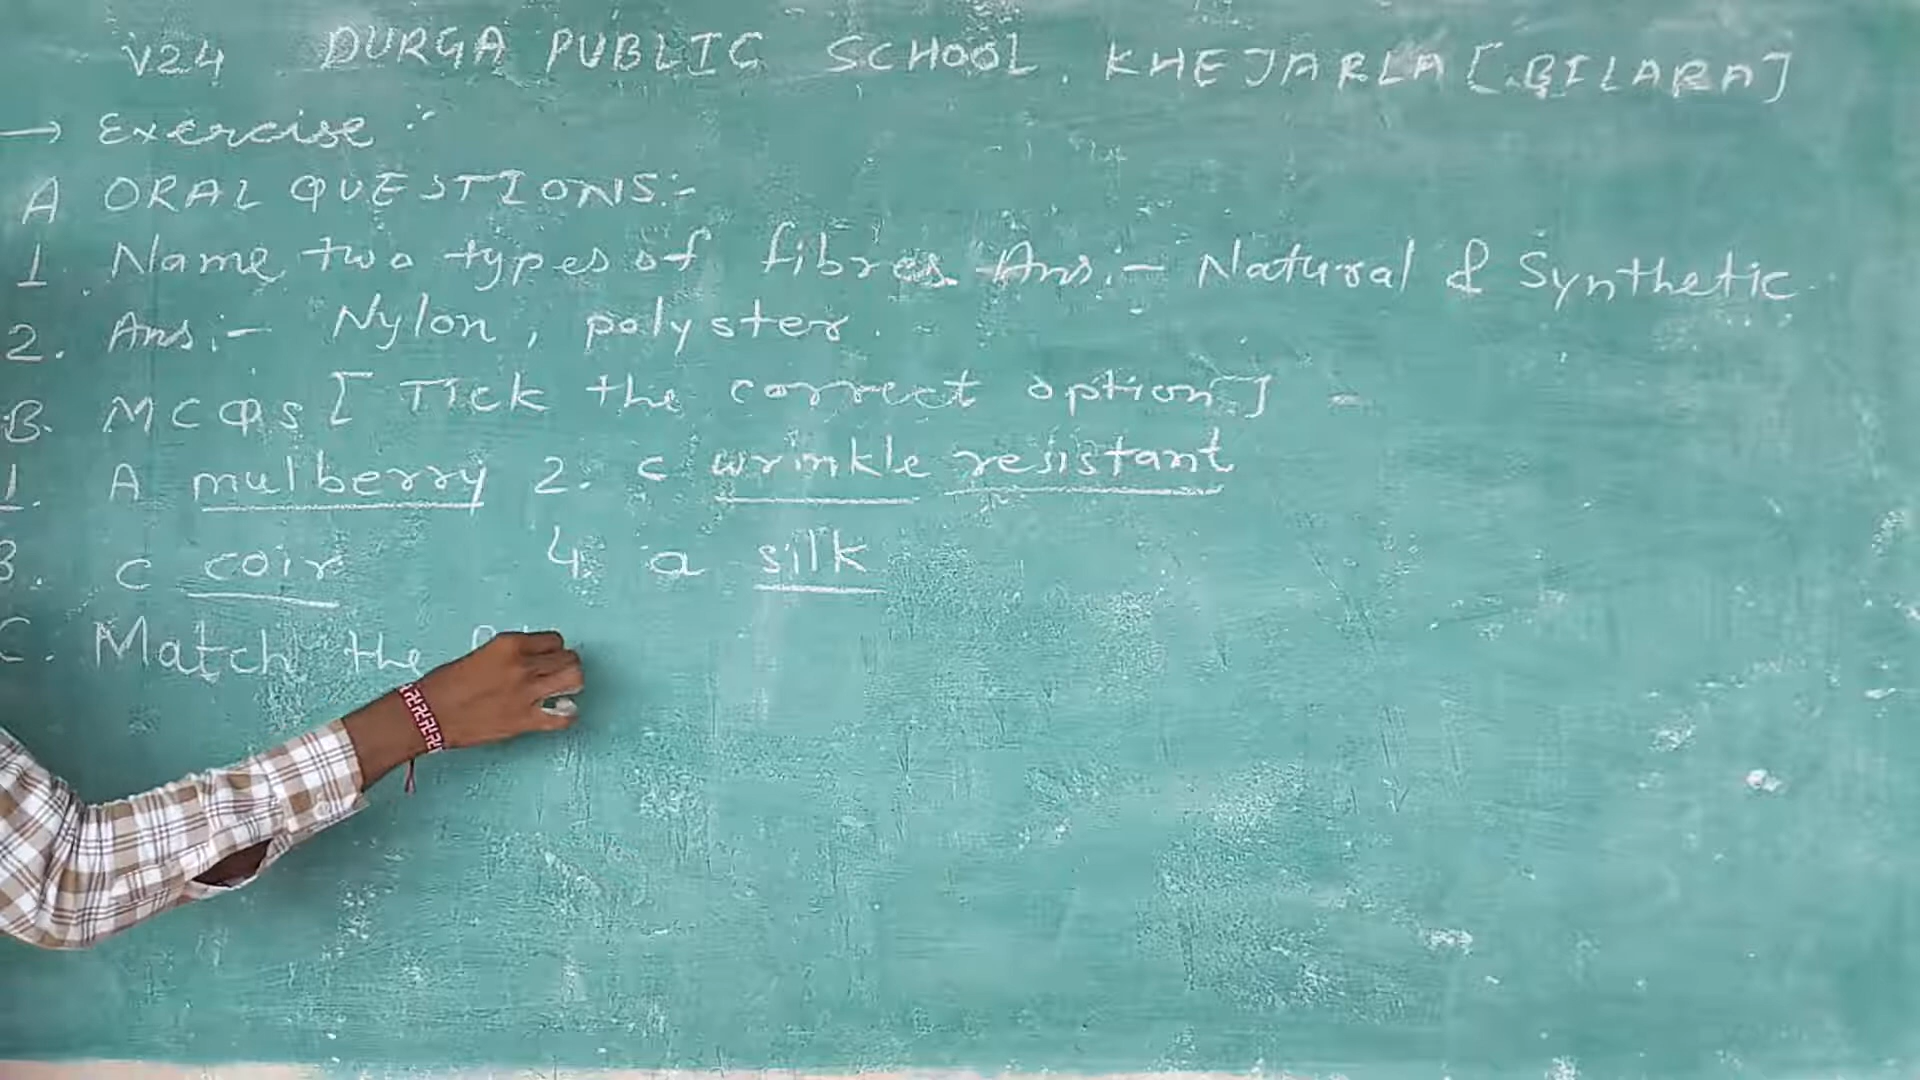 V24 DURGA PUBLIC SCHOOL. KHEJARLA [BILARA]
→ Exercise :-
A ORAL QUESTIONS:-
1. Name two types of fibres Ans:- Natural & Synthetic
2. Ans:- Nylon, polyster.
B. MCQs [Tick the correct option]
1. A mulberry 2. c wrinkle resistant
3. c coir 4. a silk
C. Match the